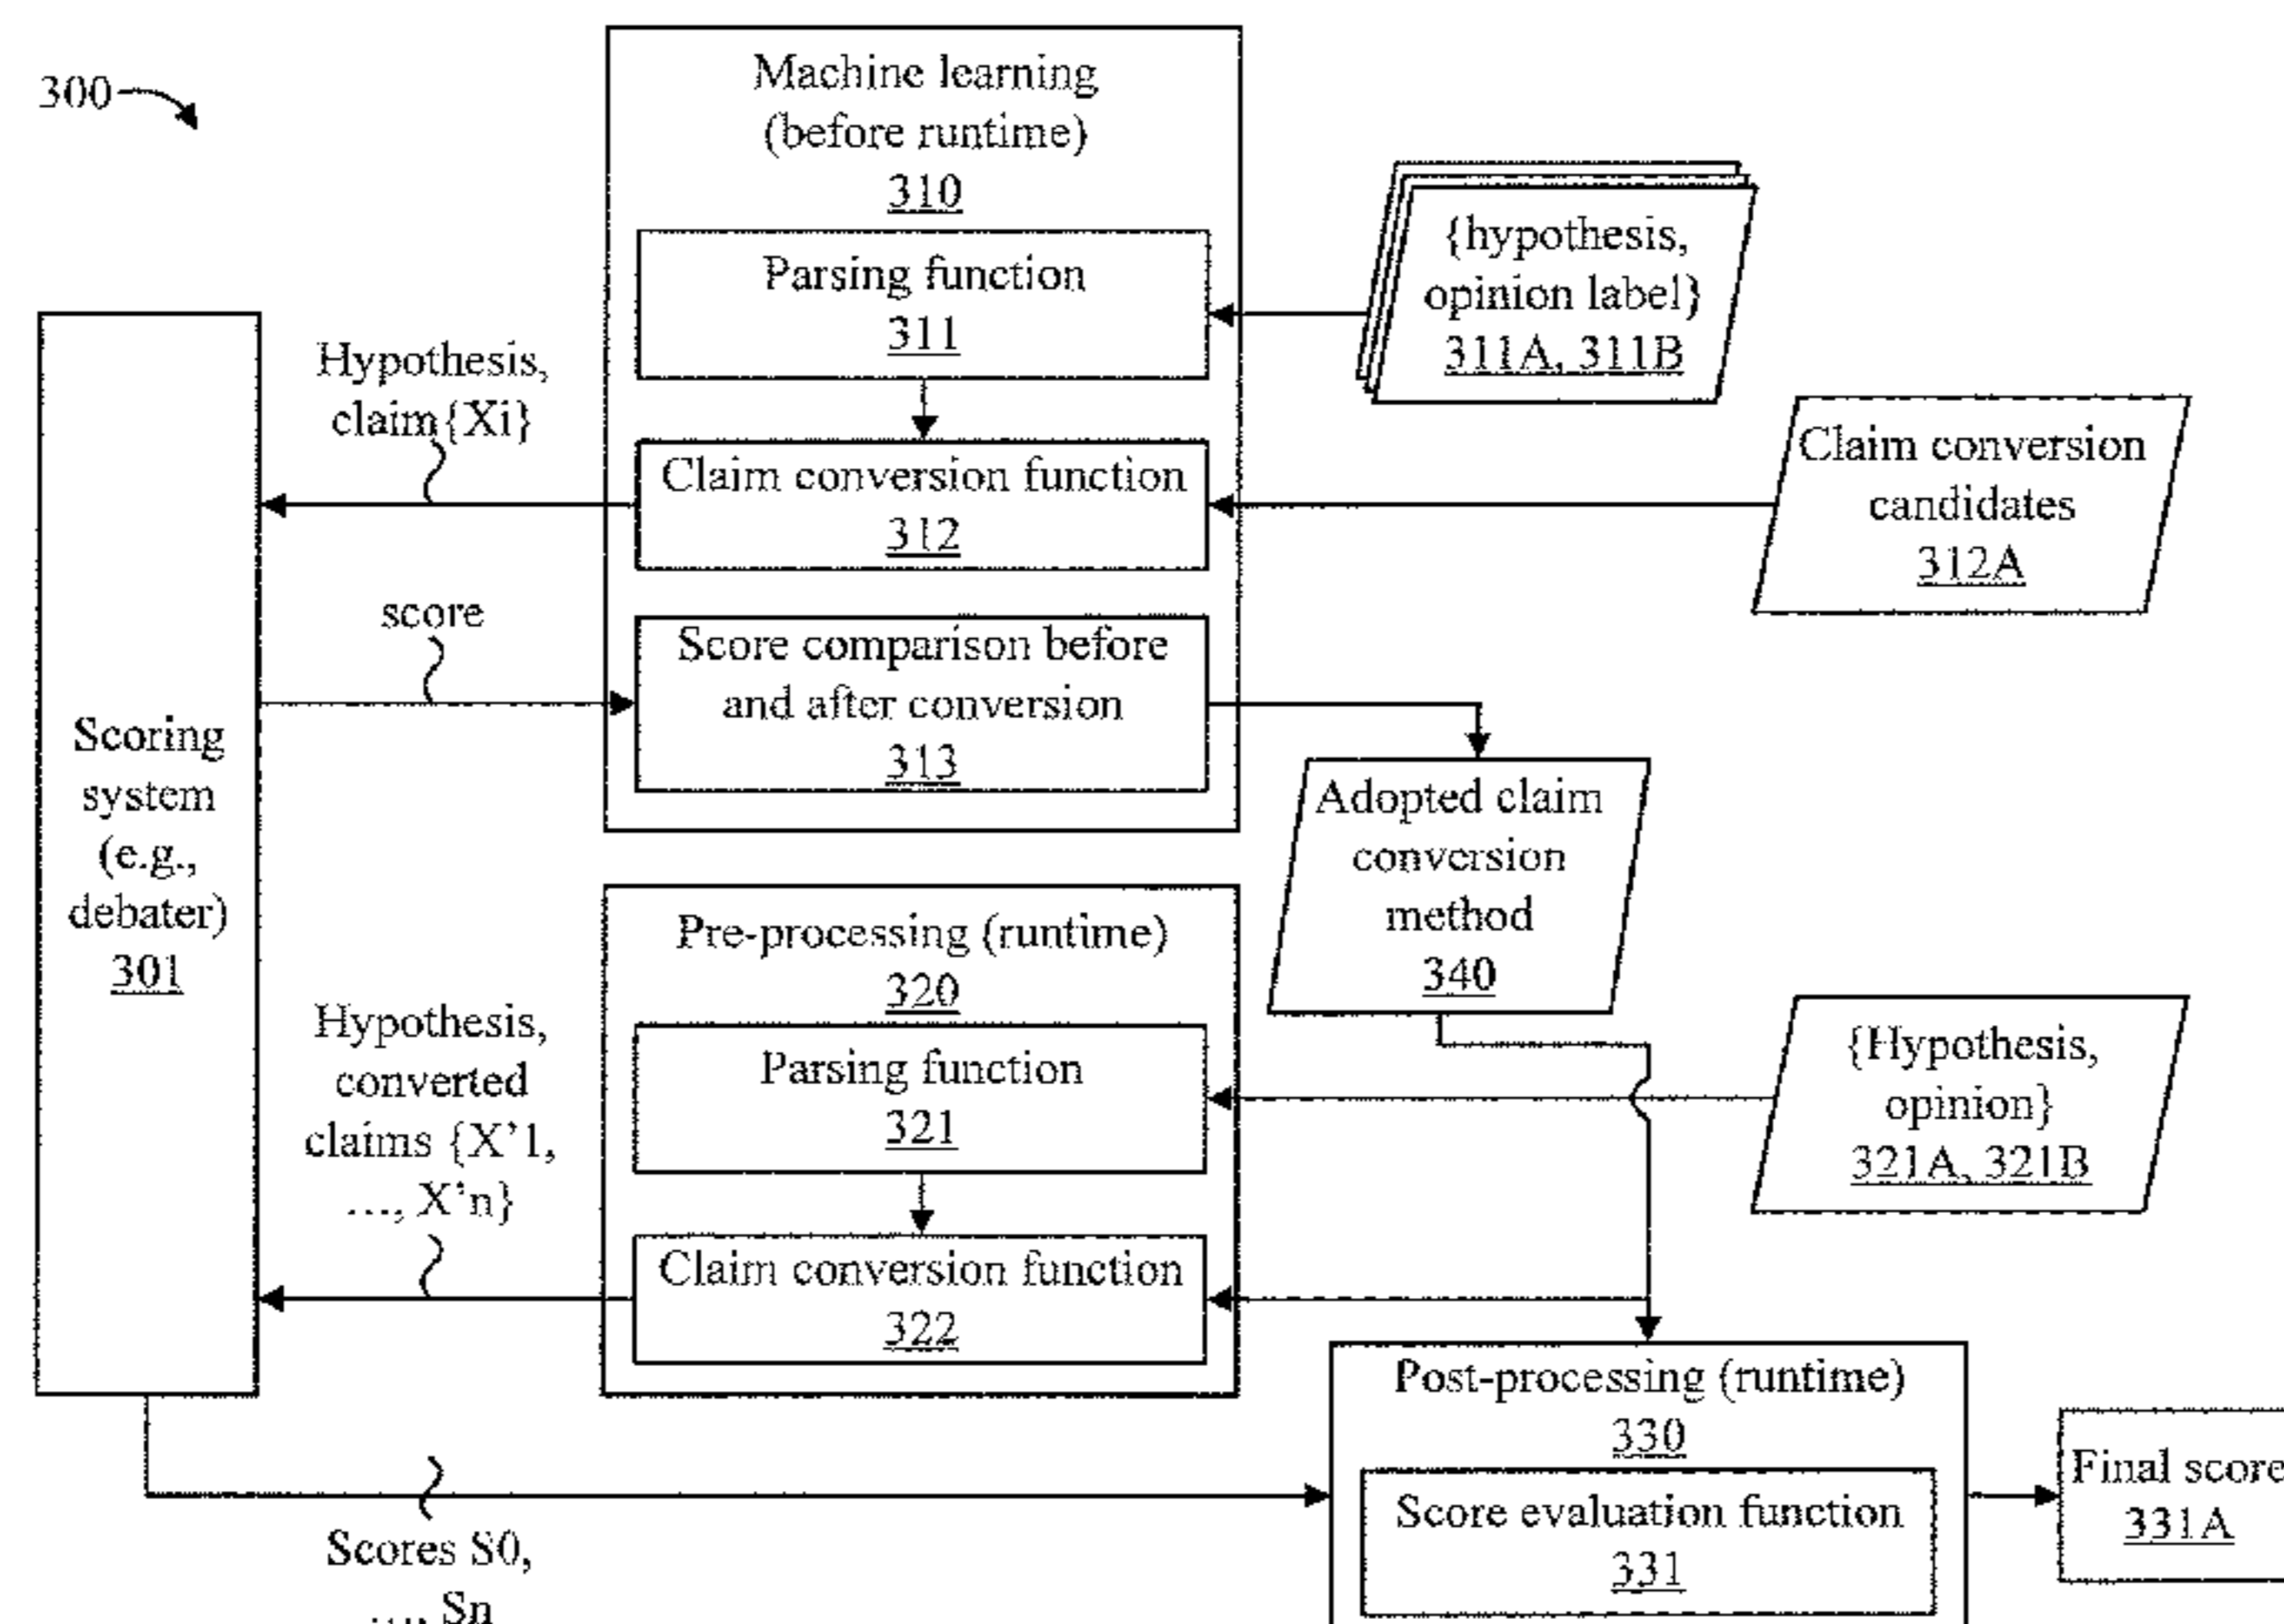 300
Machine learning
(before runtime)
310
Parsing function
311
{hypothesis,
opinion label}
311A, 311B
Hypothesis,
claim{Xi}
Claim conversion function
312
Claim conversion
candidates
312A
score
Score comparison before
and after conversion
313
Scoring
system
(e.g.,
debater)
301
Adopted claim
conversion
method
340
Pre-processing (runtime)
320
Hypothesis,
converted
claims {X'1,
..., X'n}
Parsing function
321
{Hypothesis,
opinion}
321A, 321B
Claim conversion function
322
Post-processing (runtime)
330
Score evaluation function
331
Final score
331A
Scores S0,
..., Sn